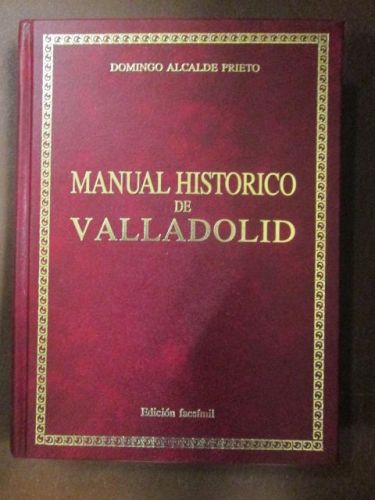 DOMINGO ALCALDE PRIETO
MANUAL HISTORICO
DE
VALLADOLID
Edición facsímil